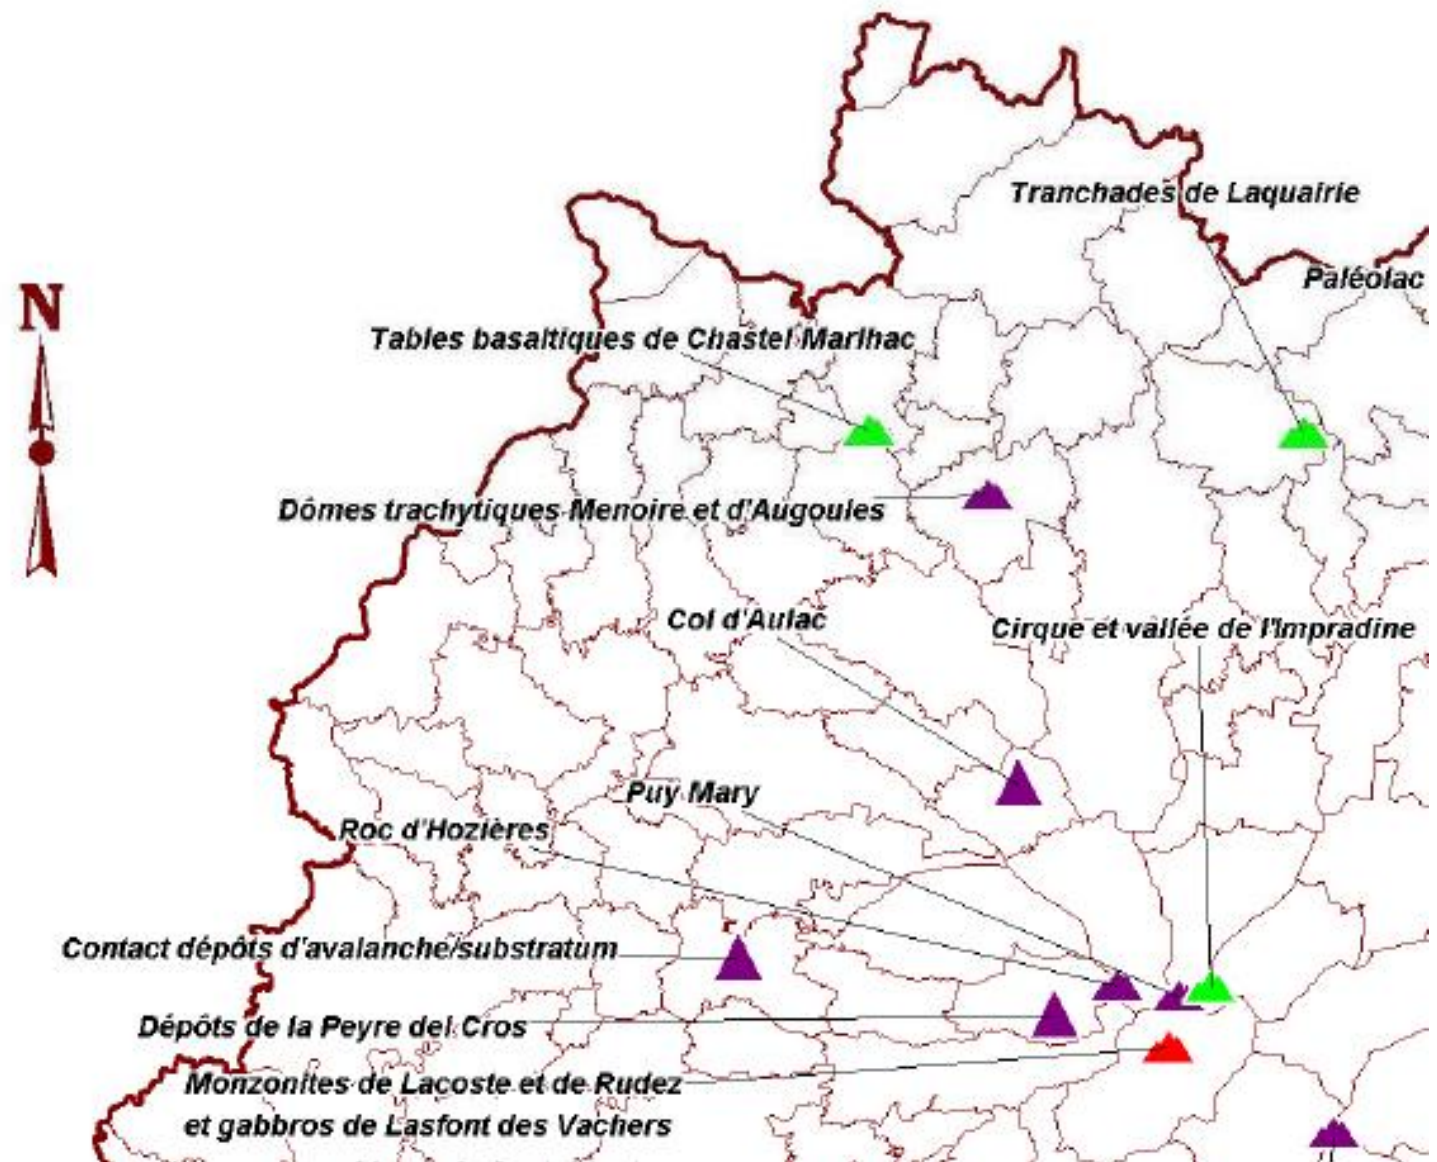 Tranchades de Laquairie
Paléolac
N
Tables basaltiques de Chastel Marlhac
Dômes trachytiques Menoire et d'Augoules
Col d'Aulac
Cirque et vallée de l'Impradine
Puy Mary
Roc d'Hozières
Contact dépôts d'avalanche/substratum
Dépôts de la Peyre del Cros
Monzonites de Lacoste et de Rudez
et gabbros de Lasfont des Vachers